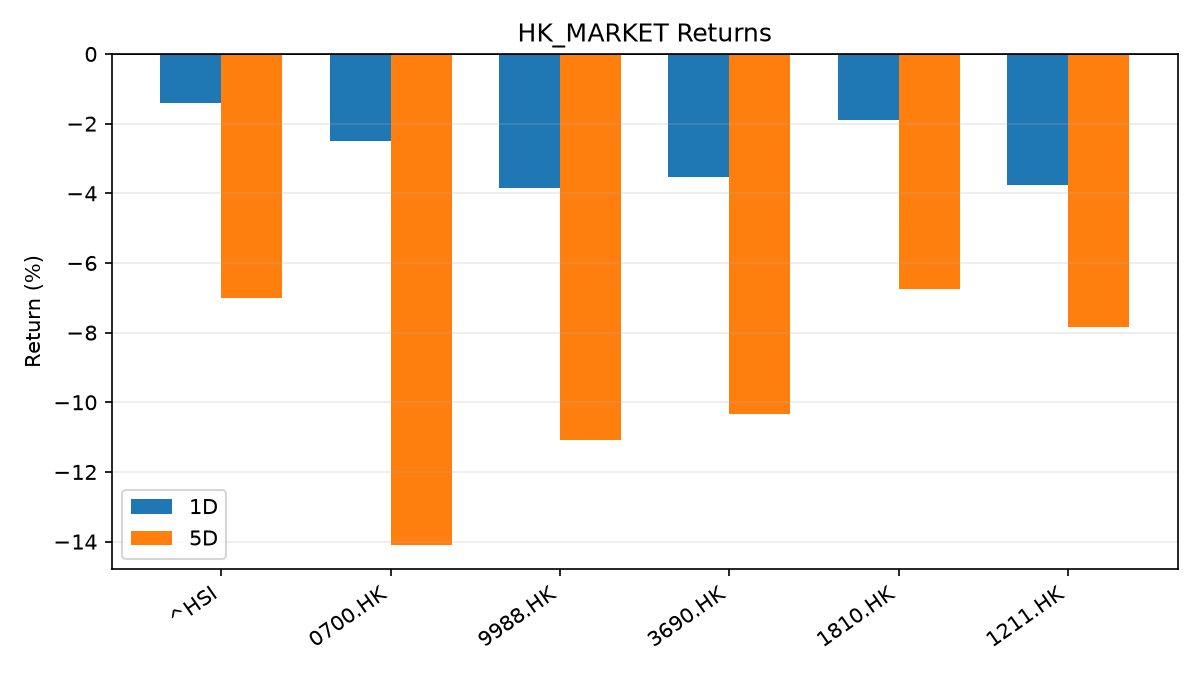 HK_MARKET Returns
Return (%)
0
−2
−4
−6
−8
−10
−12
−14
1D
5D
^HSI
0700.HK
9988.HK
3690.HK
1810.HK
1211.HK